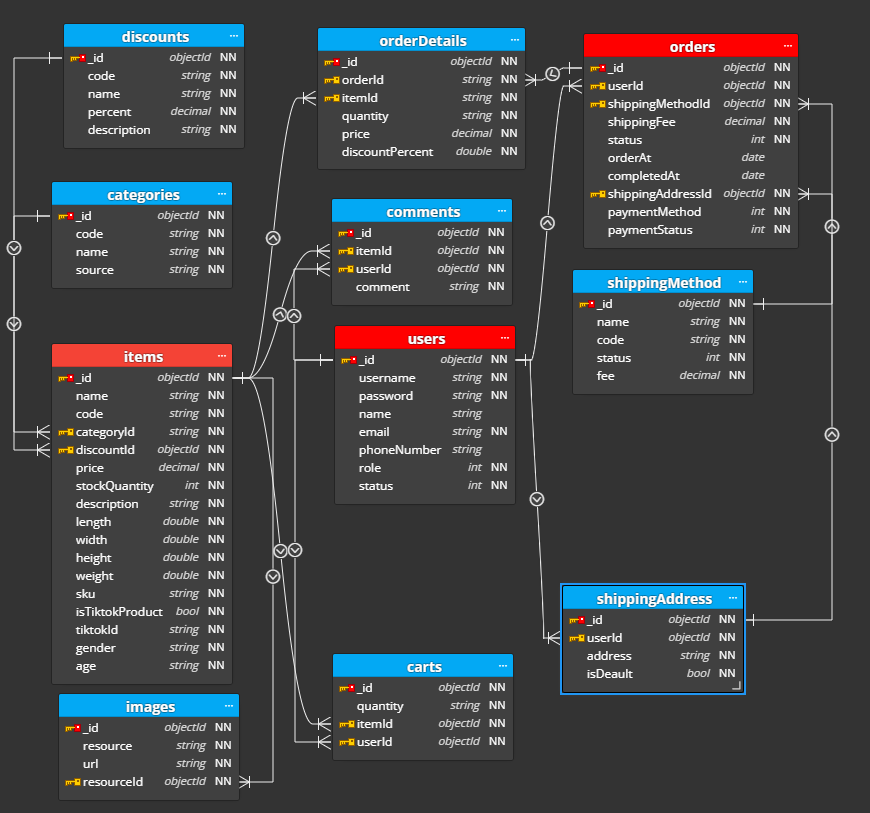 discounts ...
_id objectId NN
code string NN
name string NN
percent decimal NN
description string NN
categories ...
_id objectId NN
code string NN
name string NN
source string NN
items ...
_id objectId NN
name string NN
code string NN
categoryId objectId NN
discountId objectId NN
price decimal NN
stockQuantity int NN
description string NN
length double NN
width double NN
height double NN
weight double NN
sku string NN
isTiktokProduct bool NN
tiktokId string NN
gender string NN
age string NN
images ...
_id objectId NN
resource string NN
url string NN
resourceId objectId NN
orderDetails ...
_id objectId NN
orderId string NN
itemId objectId NN
quantity string NN
price decimal NN
discountPercent double NN
comments ...
_id objectId NN
itemId objectId NN
userId objectId NN
comment string NN
users ...
_id objectId NN
username string NN
password string NN
name string
email string NN
phoneNumber string
role int NN
status int NN
carts ...
_id objectId NN
quantity string NN
itemId objectId NN
userId objectId NN
orders ...
_id objectId NN
userId objectId NN
shippingMethodId objectId NN
shippingFee decimal NN
status int NN
orderAt date
completedAt date
shippingAddressId objectId NN
paymentMethod int NN
paymentStatus int NN
shippingMethod ...
_id objectId NN
name string NN
code string NN
status int NN
fee decimal NN
shippingAddress ...
_id objectId NN
userId objectId NN
address string NN
isDeault bool NN